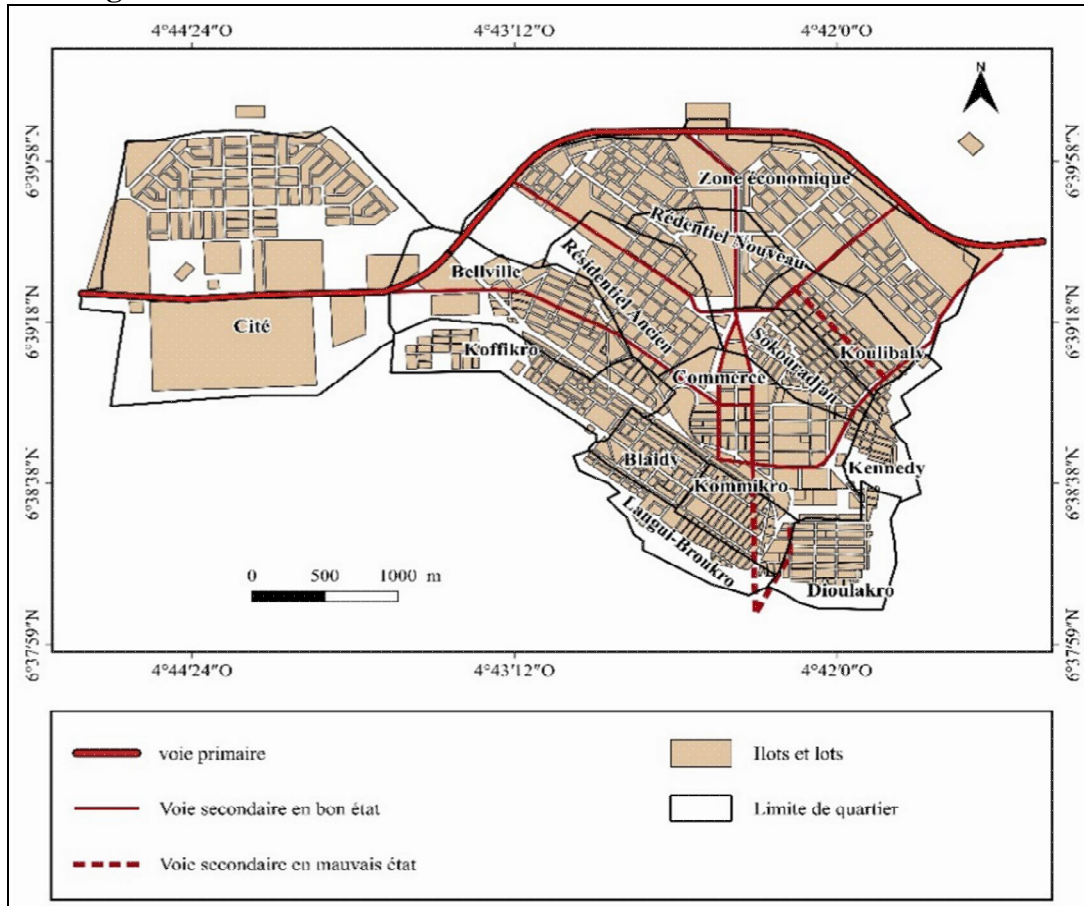 4°44'24"O 4°43'12"O 4°42'0"O
N
6°39'58"N 6°39'58"N
Zone économique
Rédentiel Nouveau
Bellville
Résidentiel Ancien
6°39'18"N 6°39'18"N
Cité
Koffikro
Sokouradjan
Koulibaly
Commerce
Blaidy
Kennedy
Kommikro
6°38'38"N 6°38'38"N
Langui-Broukro
Dioulakro
0 500 1000 m
6°37'59"N 6°37'59"N
4°44'24"O 4°43'12"O 4°42'0"O
voie primaire
Ilots et lots
Voie secondaire en bon état
Limite de quartier
Voie secondaire en mauvais état